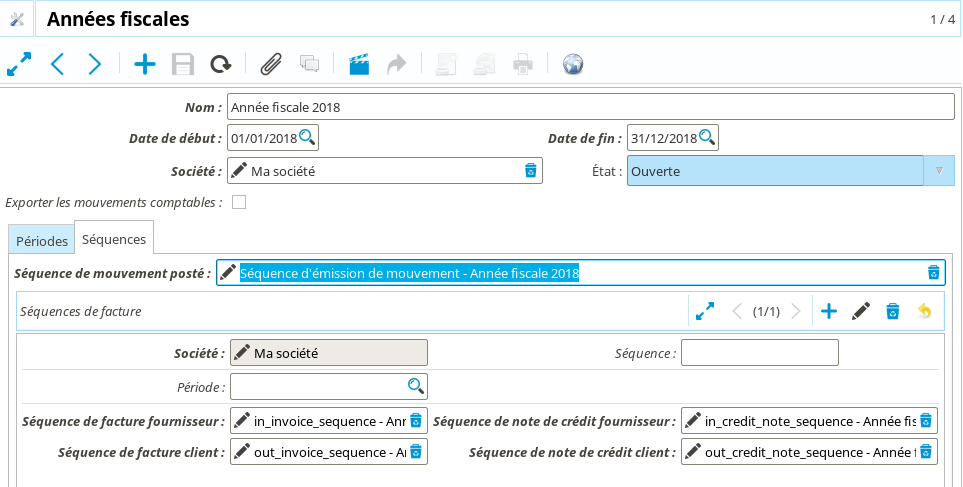 Années fiscales 1 / 4
Nom : Année fiscale 2018
Date de début : 01/01/2018 Date de fin : 31/12/2018
Société : Ma société État : Ouverte
Exporter les mouvements comptables :
Périodes Séquences
Séquence de mouvement posté : Séquence d'émission de mouvement - Année fiscale 2018
Séquences de facture (1/1)
Société : Ma société Séquence :
Période :
Séquence de facture fournisseur : in_invoice_sequence - Anr Séquence de note de crédit fournisseur : in_credit_note_sequence - Année fis
Séquence de facture client : out_invoice_sequence - A Séquence de note de crédit client : out_credit_note_sequence - Année